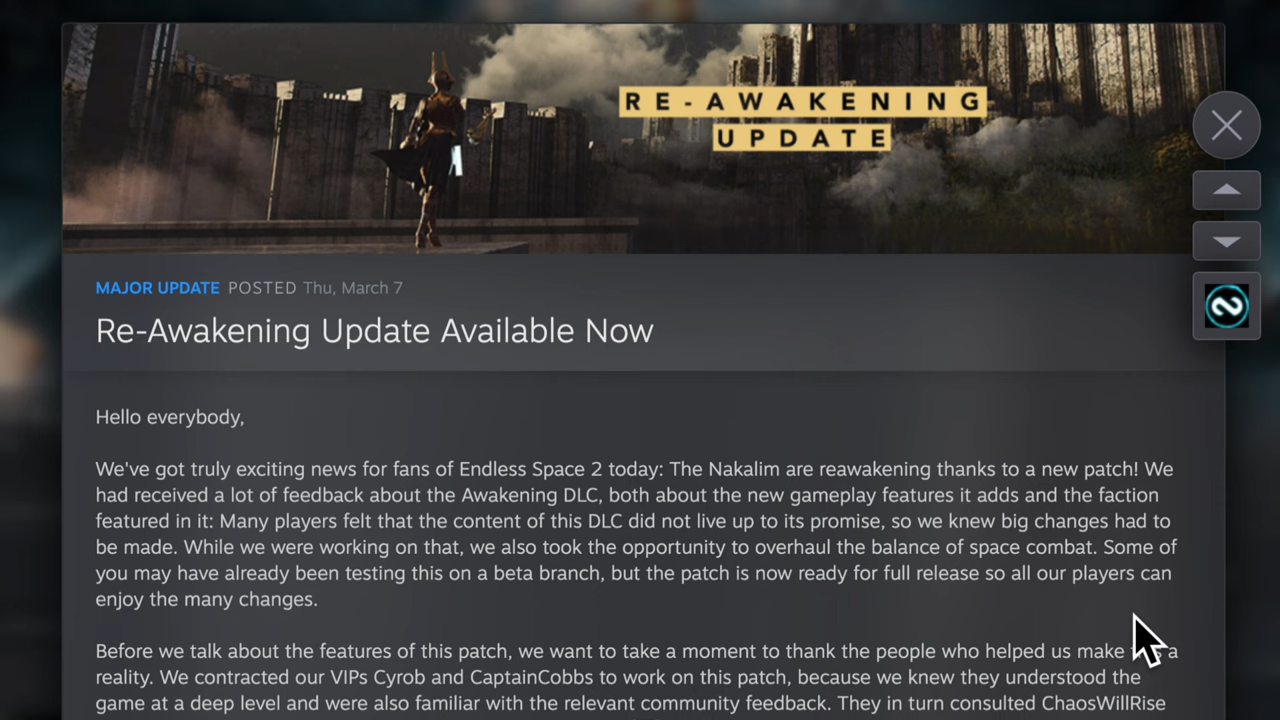 RE-AWAKENING
UPDATE
MAJOR UPDATE POSTED Thu, March 7
Re-Awakening Update Available Now
Hello everybody,
We've got truly exciting news for fans of Endless Space 2 today: The Nakalim are reawakening thanks to a new patch! We
had received a lot of feedback about the Awakening DLC, both about the new gameplay features it adds and the faction
featured in it: Many players felt that the content of this DLC did not live up to its promise, so we knew big changes had to
be made. While we were working on that, we also took the opportunity to overhaul the balance of space combat. Some of
you may have already been testing this on a beta branch, but the patch is now ready for full release so all our players can
enjoy the many changes.
Before we talk about the features of this patch, we want to take a moment to thank the people who helped us make a
reality. We contracted our VIPs Cyrob and CaptainCobbs to work on this patch, because we knew they understood the
game at a deep level and were also familiar with the relevant community feedback. They in turn consulted ChaosWillRise